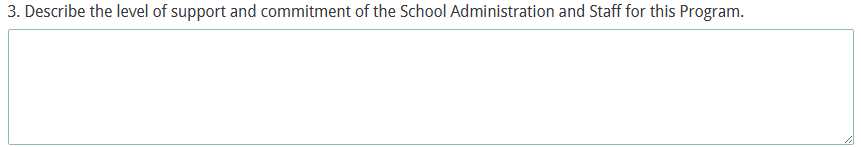 3. Describe the level of support and commitment of the School Administration and Staff for this Program.